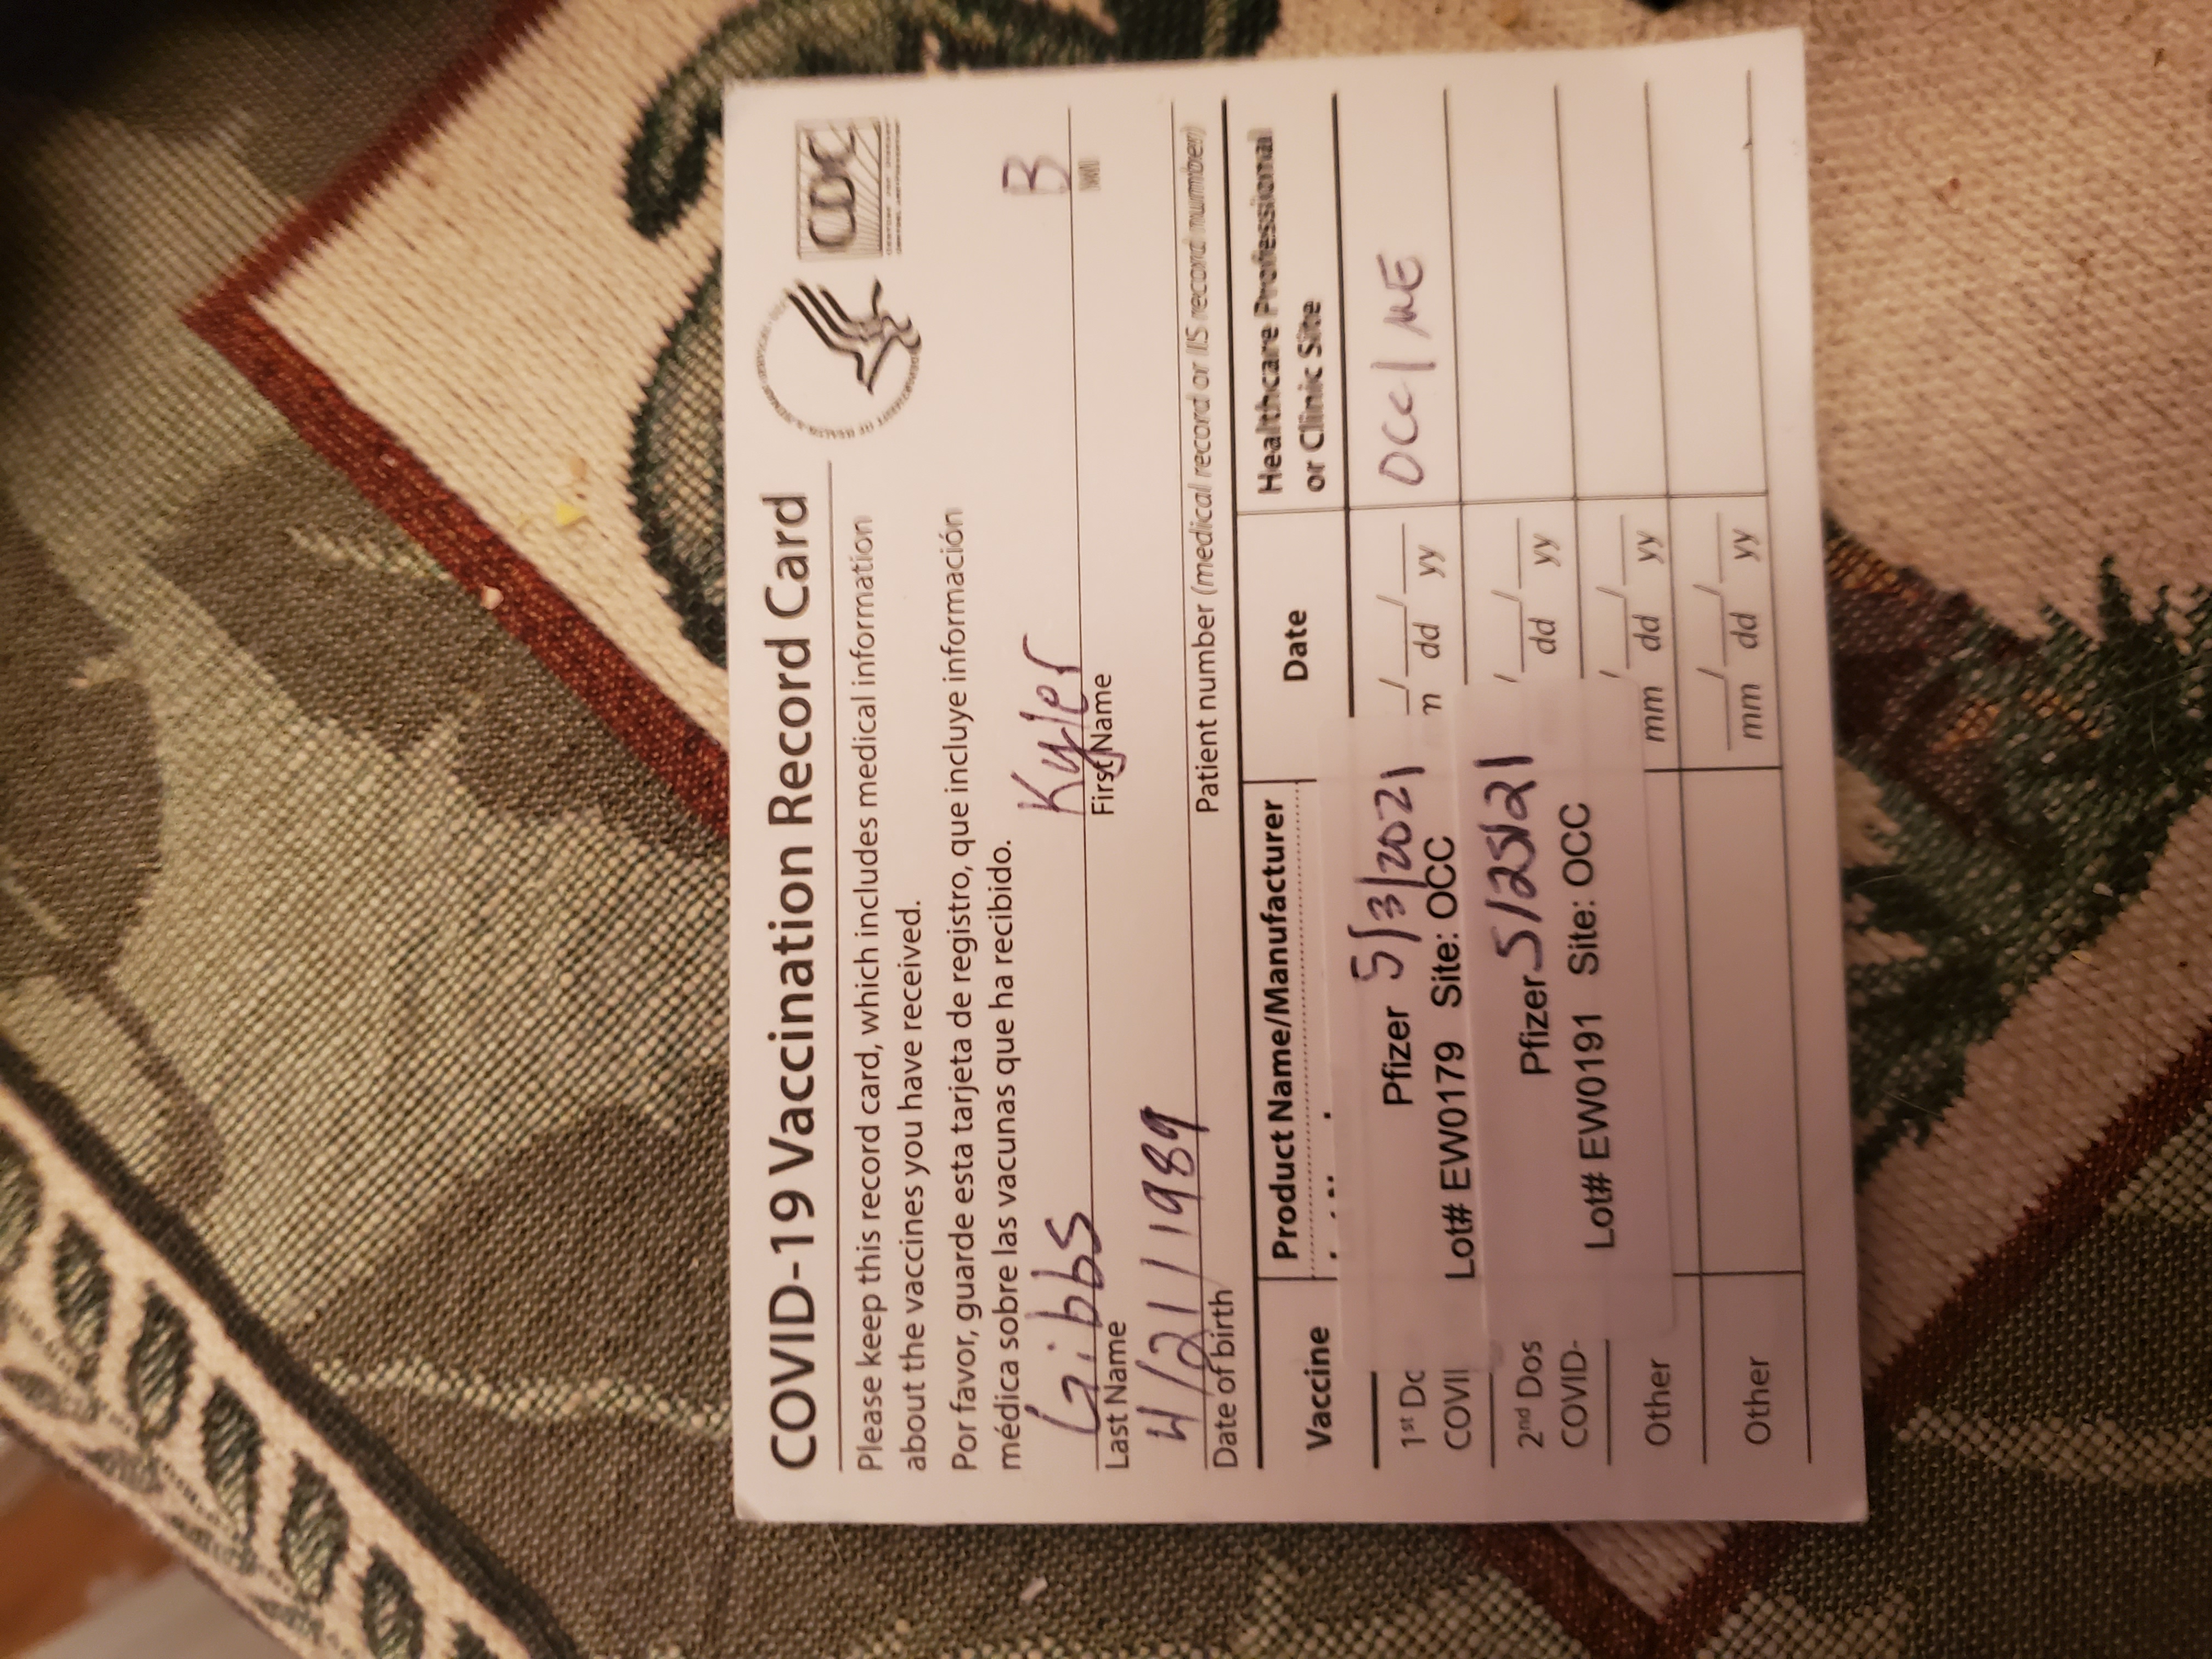 COVID-19 Vaccination Record Card
CDC
Please keep this record card, which includes medical information
about the vaccines you have received.
Por favor, guarde esta tarjeta de registro, que incluye información
médica sobre las vacunas que ha recibido.
Gibbs Kyler B
Last Name First Name MI
4/21/1989
Date of birth Patient number (medical record or IIS record number)
Vaccine Product Name/Manufacturer Date Healthcare Professional
or Clinic Site
1st Do
COVI
Pfizer 5/3/2021
Lot# EW0179 Site: OCC
dd yy
OCC/
2nd Dos
COVID-
Pfizer 5/25/21
Lot# EW0191 Site: OCC
dd yy
Other mm dd yy
Other mm dd yy